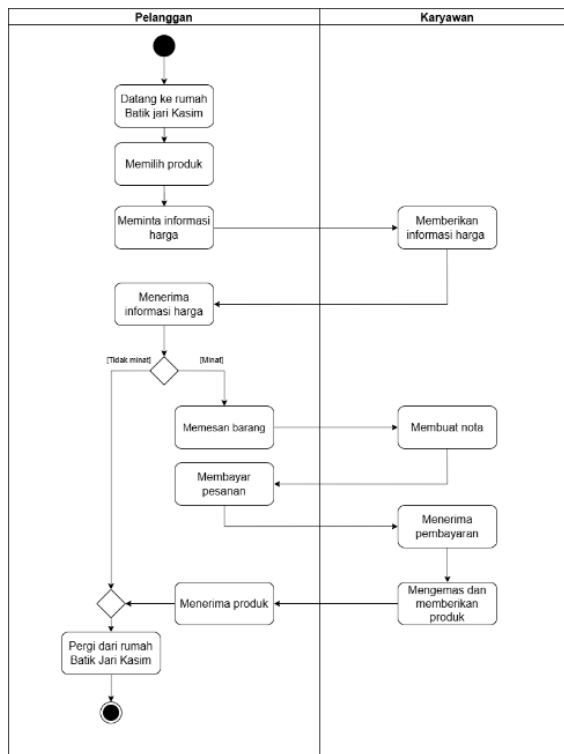 Pelanggan
Karyawan
Datang ke rumah
Batik jari Kasim
Memilih produk
Meminta informasi
harga
Memberikan
informasi harga
Menerima
informasi harga
[Tidak minat]
[Minat]
Memesan barang
Membuat nota
Membayar
pesanan
Menerima
pembayaran
Mengemas dan
memberikan
produk
Menerima produk
Pergi dari rumah
Batik Jari Kasim